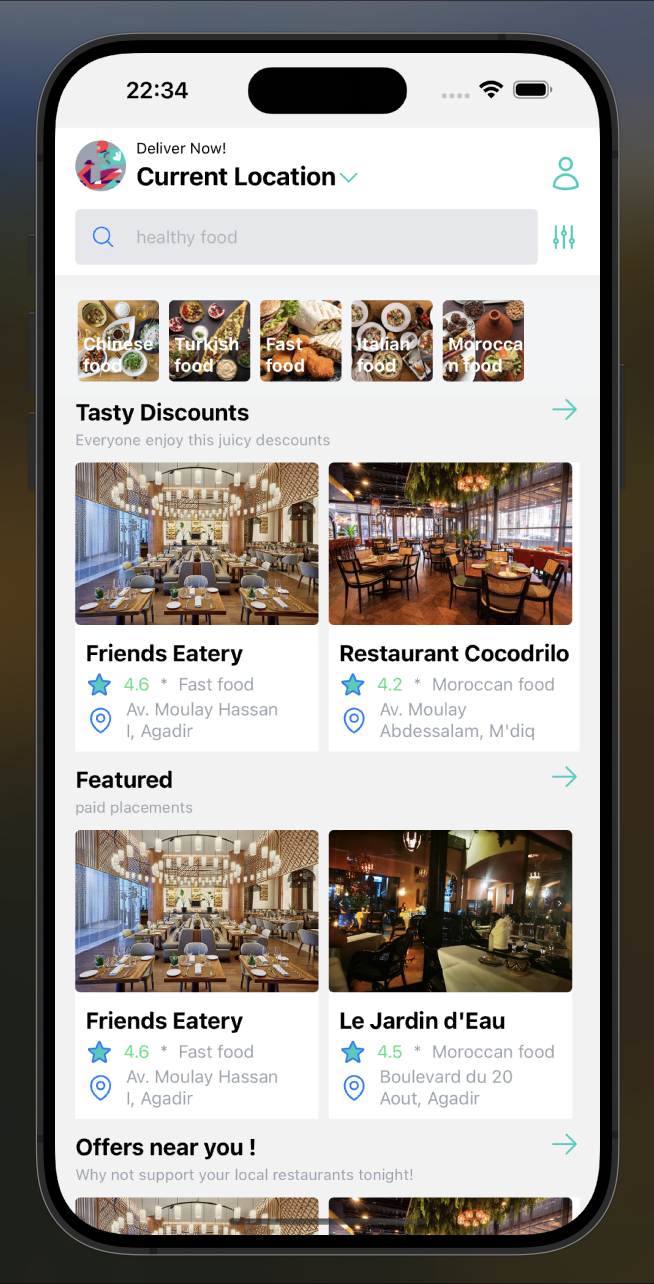 22:34
Deliver Now!
Current Location
healthy food
Chinese
food
Turkish
food
Fast
food
Italian
food
Morocca
n food
Tasty Discounts
Everyone enjoy this juicy descounts
Friends Eatery
4.6 * Fast food
Av. Moulay Hassan
I, Agadir
Restaurant Cocodrilo
4.2 * Moroccan food
Av. Moulay
Abdessalam, M'diq
Featured
paid placements
Friends Eatery
4.6 * Fast food
Av. Moulay Hassan
I, Agadir
Le Jardin d'Eau
4.5 * Moroccan food
Boulevard du 20
Aout, Agadir
Offers near you !
Why not support your local restaurants tonight!